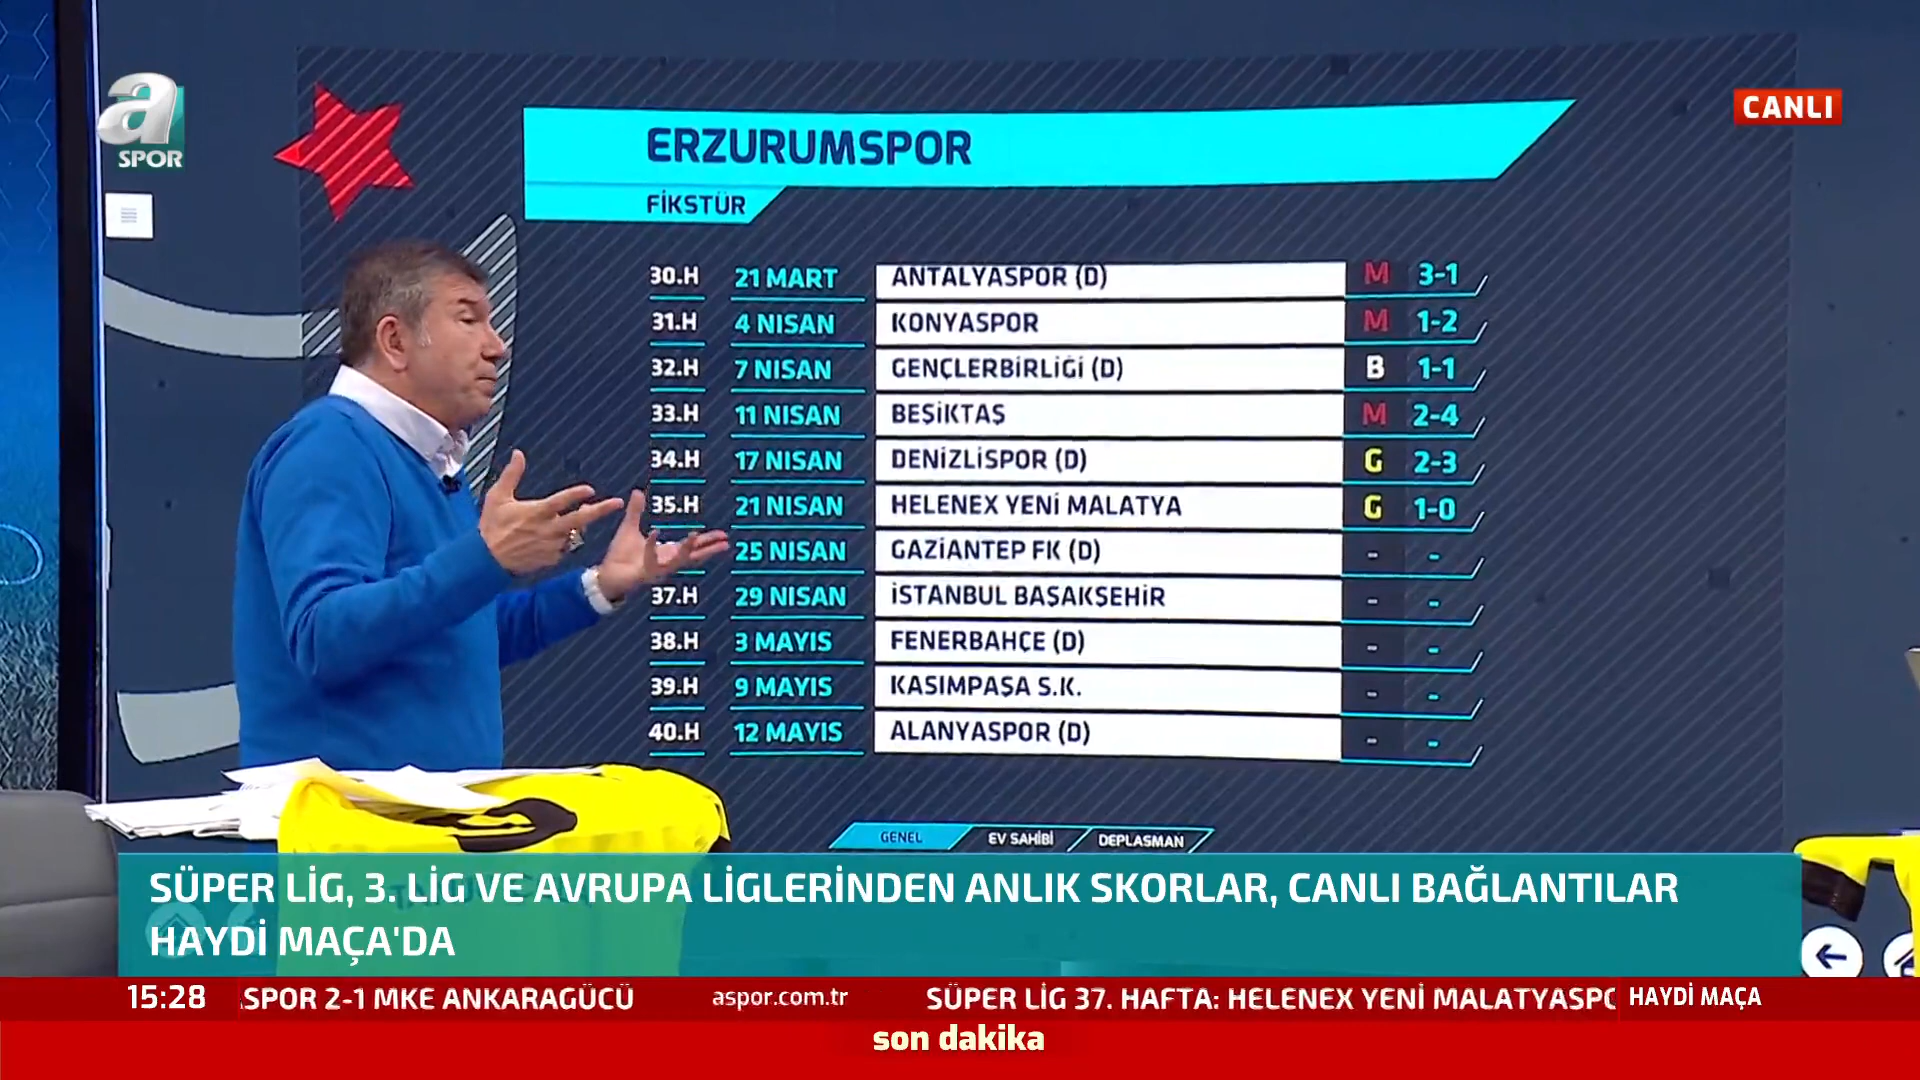 a
SPOR
CANLI
ERZURUMSPOR
FİKSTÜR
30.H 21 MART ANTALYASPOR (D) M 3-1
31.H 4 NISAN KONYASPOR M 1-2
32.H 7 NISAN GENÇLERBİRLİĞİ (D) B 1-1
33.H 11 NISAN BEŞİKTAŞ M 2-4
34.H 17 NISAN DENİZLİSPOR (D) G 2-3
35.H 21 NISAN HELENEX YENİ MALATYA G 1-0
25 NISAN GAZİANTEP FK (D) - -
37.H 29 NISAN İSTANBUL BAŞAKŞEHİR - -
38.H 3 MAYIS FENERBAHÇE (D) - -
39.H 9 MAYIS KASIMPAŞA S.K. - -
40.H 12 MAYIS ALANYASPOR (D) - -
GENEL EV SAHİBİ DEPLASMAN
SÜPER LİG, 3. LİG VE AVRUPA LİGLERİNDEN ANLIK SKORLAR, CANLI BAĞLANTILAR
HAYDİ MAÇA'DA
15:28 SPOR 2-1 MKE ANKARAGÜCÜ aspor.com.tr SÜPER LİG 37. HAFTA: HELENEX YENİ MALATYASPO HAYDİ MAÇA
son dakika